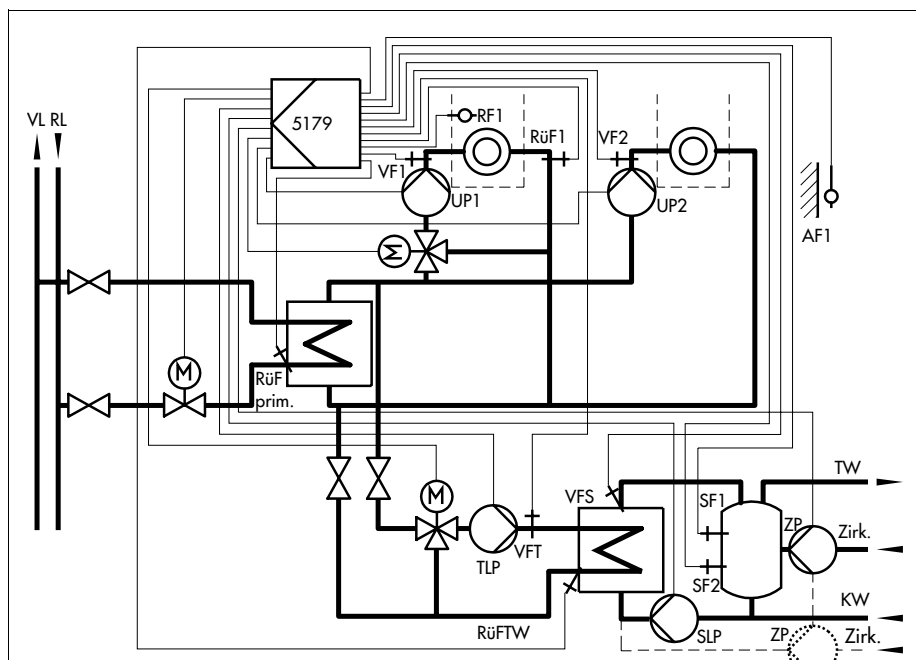 5179
VL RL
RF1
RüF1
VF2
VF1
UP1
UP2
AF1
M
M
RüF
prim.
M
TW
VFS
SF1
ZP
Zirk.
VFT
TLP
SF2
KW
RüFTW
SLP
ZP
Zirk.